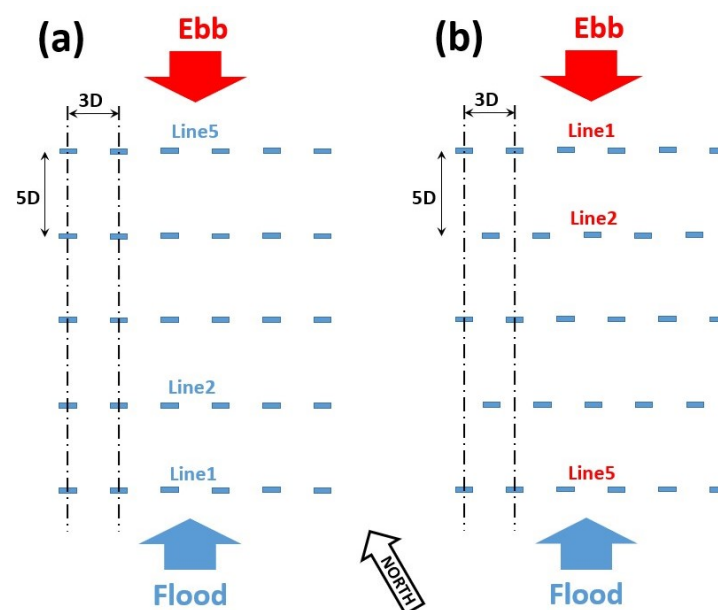 (a)
Ebb
3D
Line5
5D
Line2
Line1
Flood
(b)
Ebb
3D
Line1
5D
Line2
Line5
Flood
NORTH